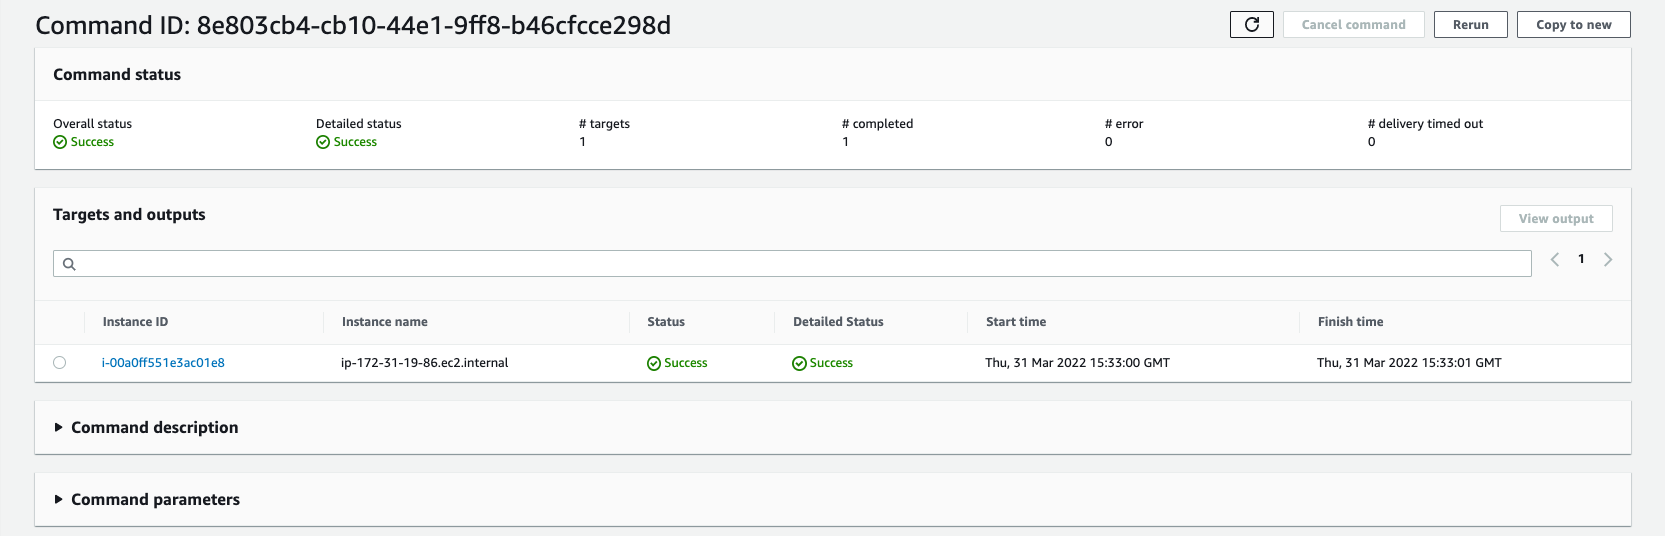 Command ID: 8e803cb4-cb10-44e1-9ff8-b46cfcce298d
Cancel command
Rerun
Copy to new
Command status
Overall status
Detailed status
# targets
# completed
# error
# delivery timed out
Success
Success
1
1
0
0
Targets and outputs
View output
1
Instance ID
Instance name
Status
Detailed Status
Start time
Finish time
i-00a0ff551e3ac01e8
ip-172-31-19-86.ec2.internal
Success
Success
Thu, 31 Mar 2022 15:33:00 GMT
Thu, 31 Mar 2022 15:33:01 GMT
Command description
Command parameters